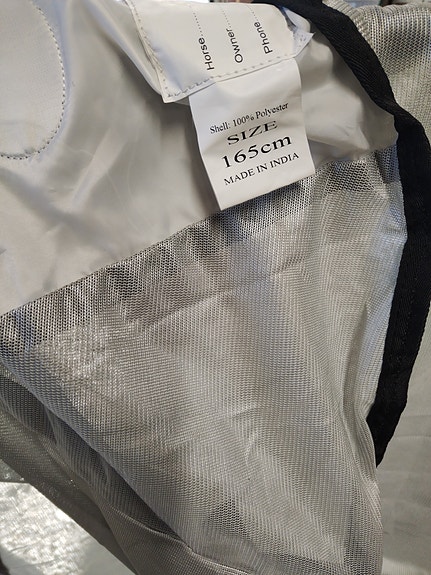 Horse......
Owner......
Phone......
Shell: 100% Polyester
SIZE
165cm
MADE IN INDIA